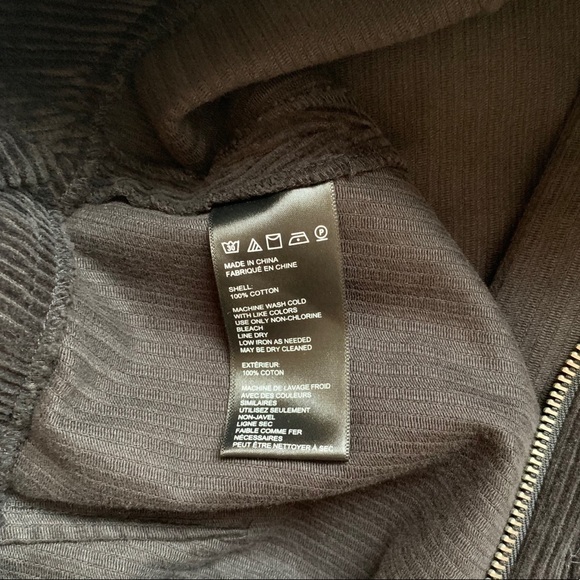 30 P
MADE IN CHINA
FABRIQUÉ EN CHINE
SHELL:
100% COTTON
MACHINE WASH COLD
WITH LIKE COLORS
USE ONLY NON-CHLORINE
BLEACH
LINE DRY
LOW IRON AS NEEDED
MAY BE DRY CLEANED
EXTÉRIEUR:
100% COTON
MACHINE DE LAVAGE FROID
AVEC DES COULEURS
SIMILAIRES
UTILISEZ SEULEMENT
NON-JAVEL
LIGNE SEC
FAIBLE COMME FER
NÉCESSAIRES
PEUT ÊTRE NETTOYER À SEC